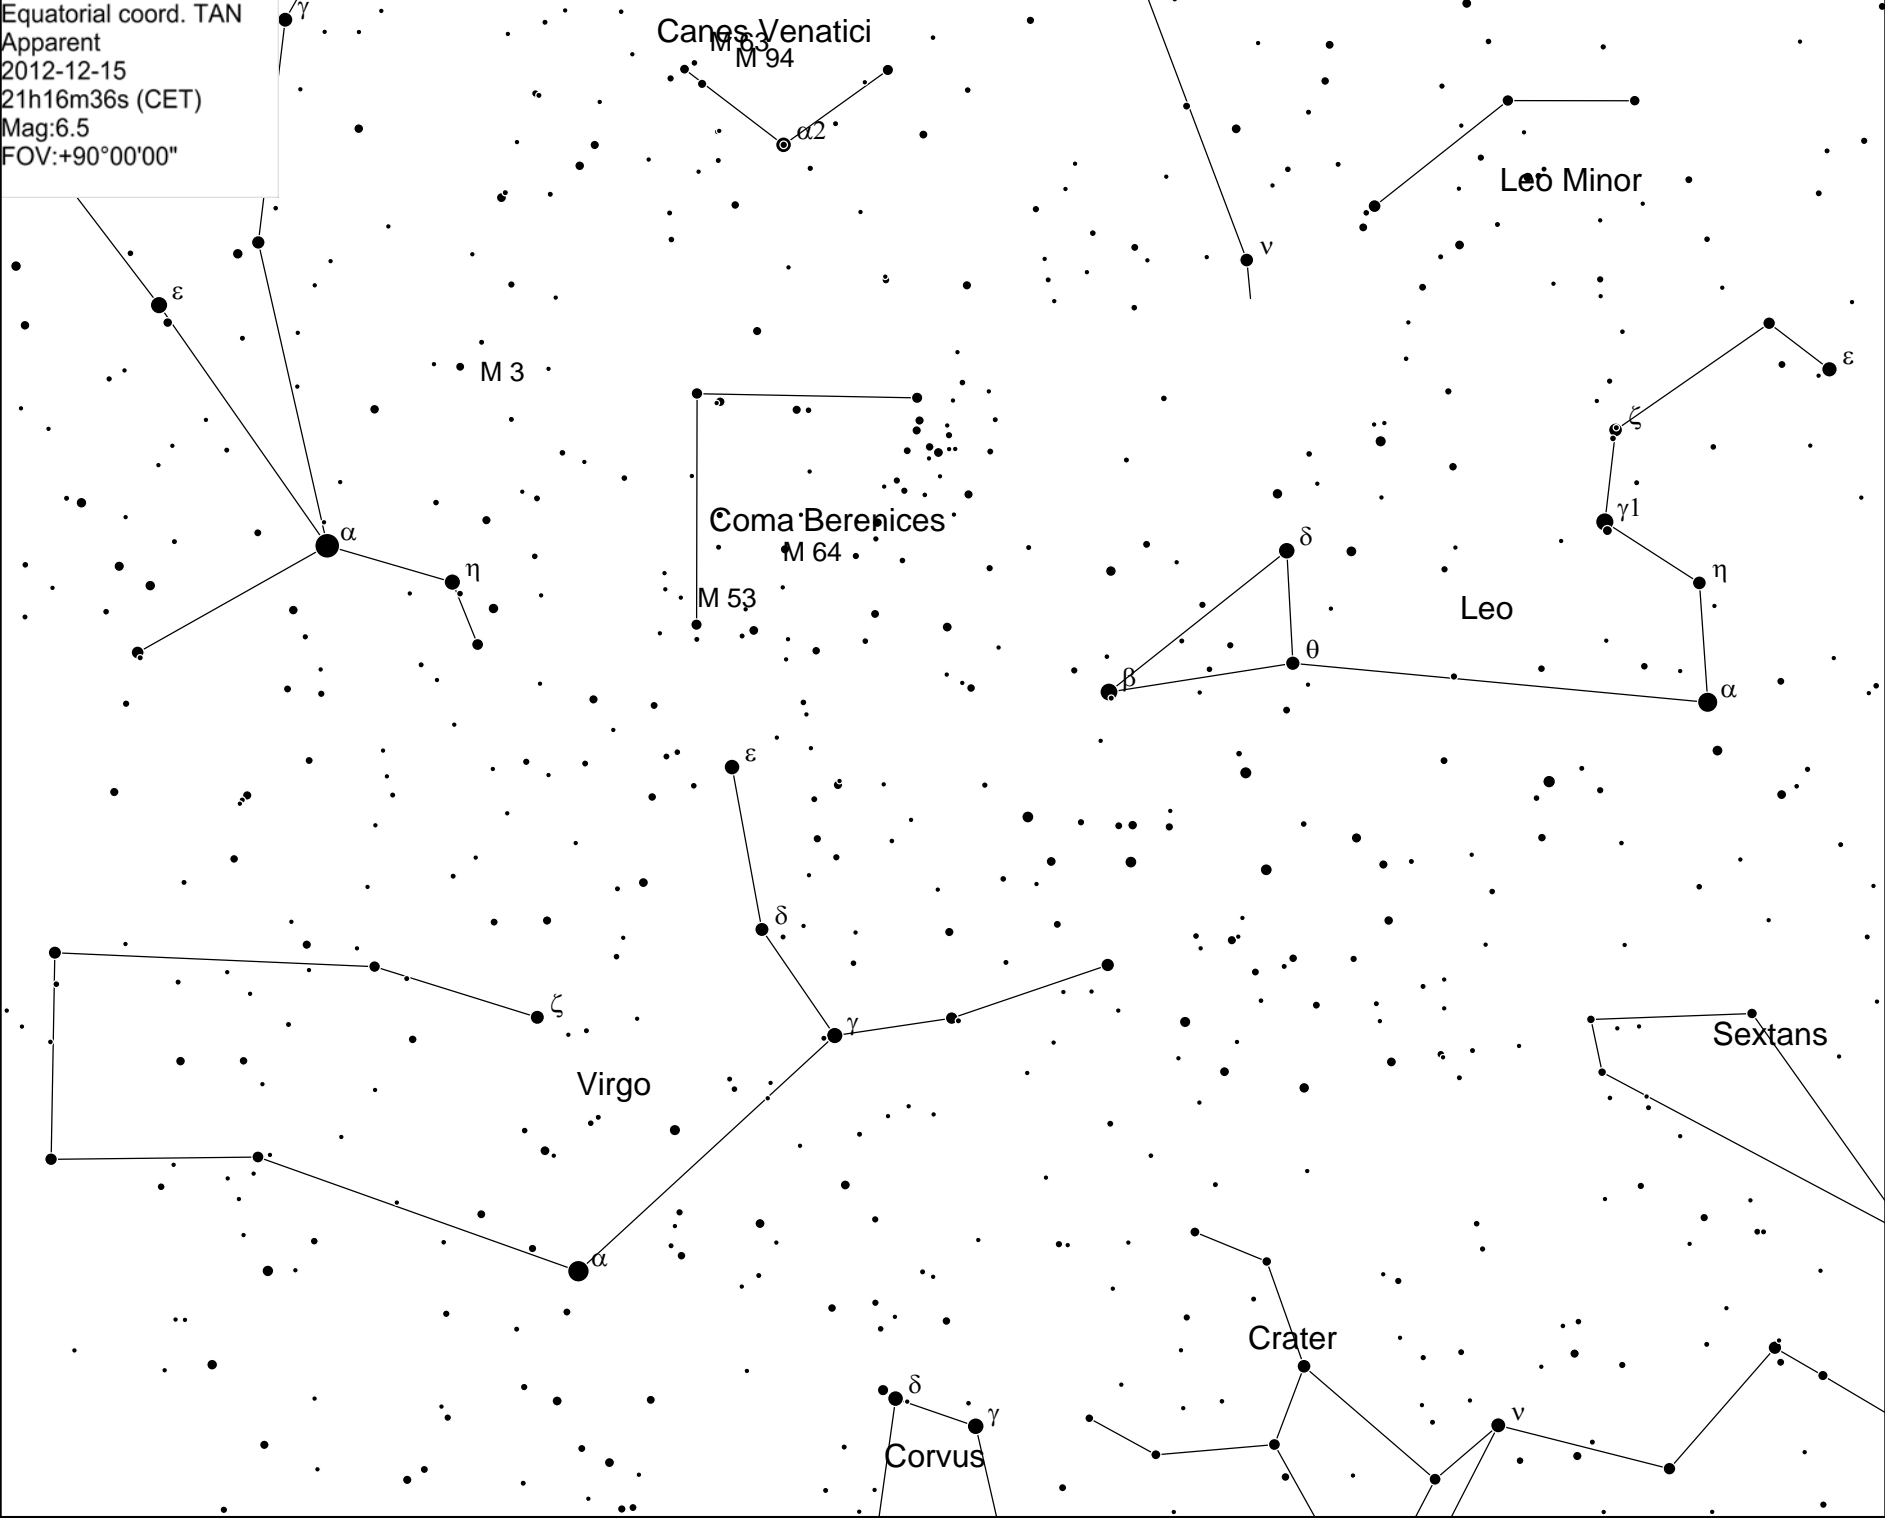 Equatorial coord. TAN
Apparent
2012-12-15
21h16m36s (CET)
Mag:6.5
FOV:+90°00'00"
γ
Canes Venatici
M 63
M 94
α2
Leo Minor
ν
ε
M 3
ε
ζ
Coma Berenices
γ1
α
δ
M 64
η
η
M 53
Leo
θ
β
α
ε
δ
ζ
γ
Sextans
Virgo
α
Crater
δ
γ
ν
Corvus